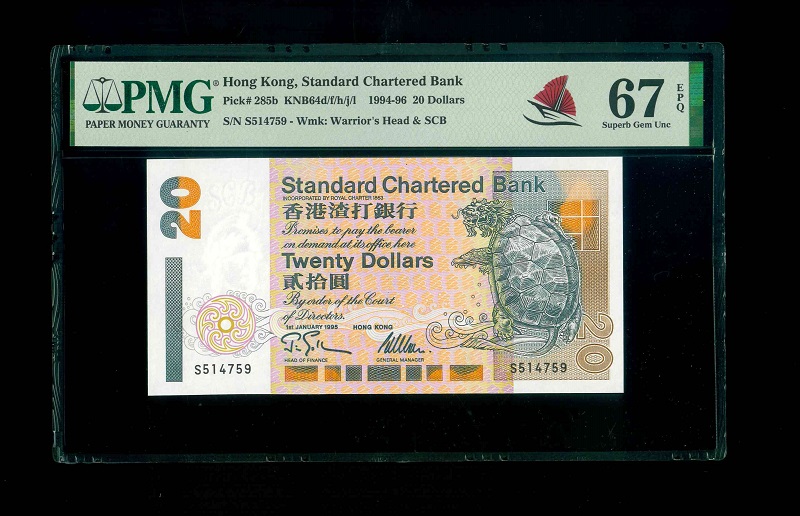 PMG®
PAPER MONEY GUARANTY
Hong Kong, Standard Chartered Bank
Pick# 285b KNB64d/f/h/j/l 1994-96 20 Dollars
S/N S514759 - Wmk: Warrior's Head & SCB
67 EPQ
Superb Gem Unc
20
SCB
Standard Chartered Bank
INCORPORATED BY ROYAL CHARTER 1853
香港渣打銀行
Promises to pay the bearer
on demand at its office here
Twenty Dollars
貳拾圓
By order of the Court
of Directors.
1st JANUARY 1995 HONG KONG
HEAD OF FINANCE
GENERAL MANAGER
S514759
S514759
20